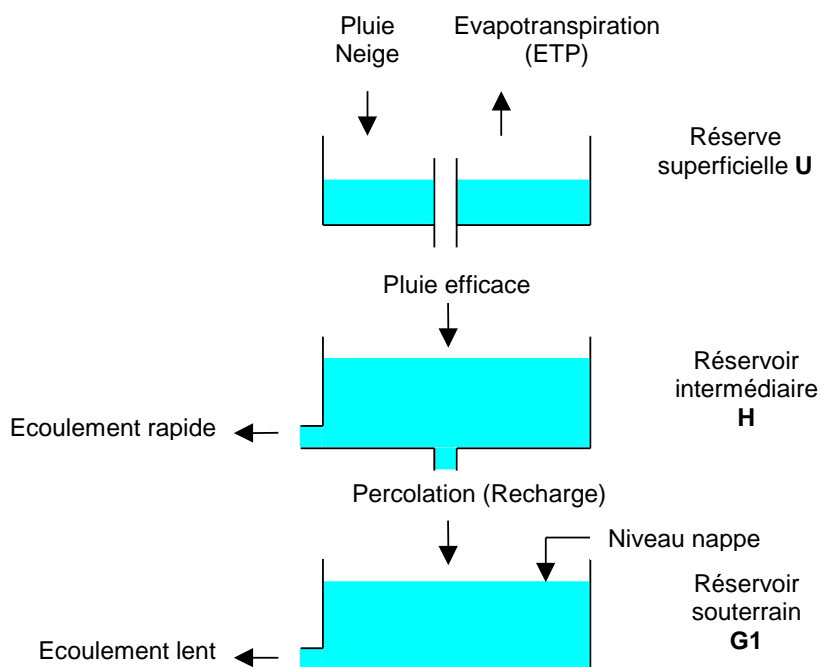 Pluie
Neige
Evapotranspiration
(ETP)
Réserve
superficielle U
Pluie efficace
Réservoir
intermédiaire
H
Ecoulement rapide
Percolation (Recharge)
Niveau nappe
Réservoir
souterrain
G1
Ecoulement lent